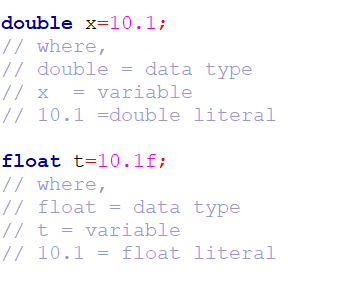 double x=10.1;
// where,
// double = data type
// x  = variable
// 10.1 =double literal
float t=10.1f;
// where,
// float = data type
// t = variable
// 10.1 = float literal